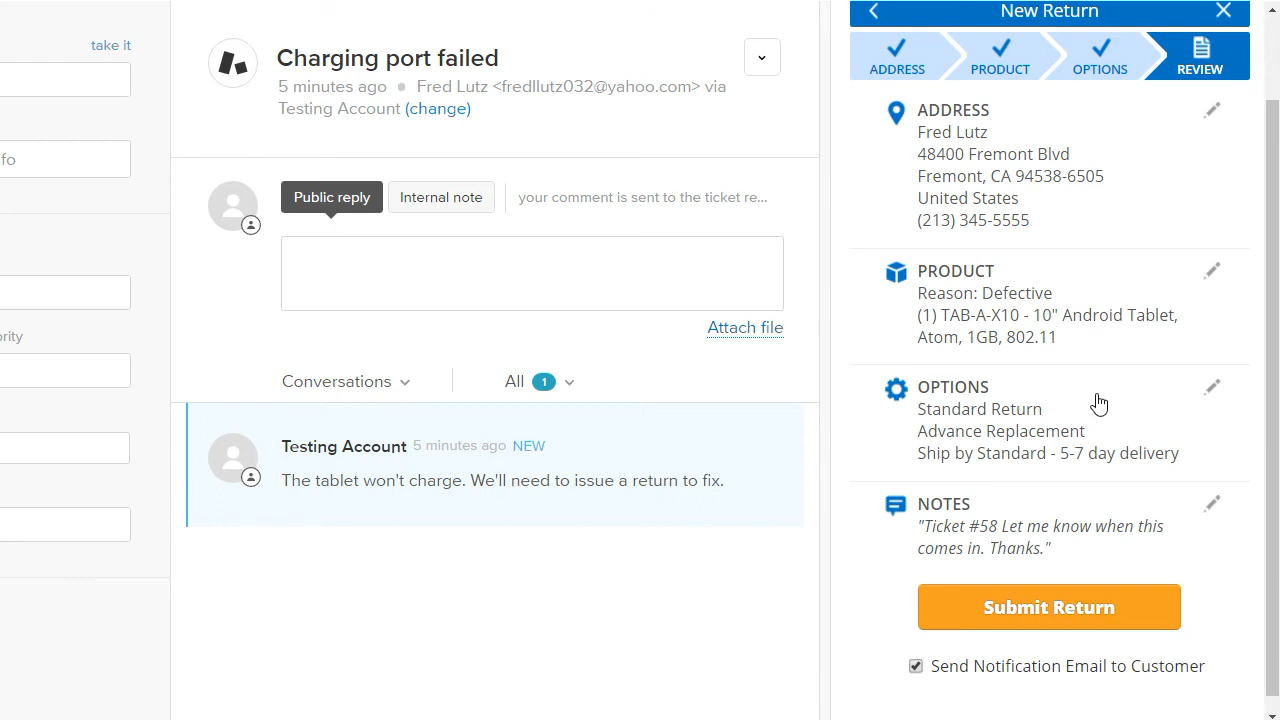 take it
fo
ority
Charging port failed
5 minutes ago Fred Lutz <fredllutz032@yahoo.com> via
Testing Account (change)
Public reply
Internal note
your comment is sent to the ticket re...
Attach file
Conversations
All 1
Testing Account 5 minutes ago NEW
The tablet won't charge. We'll need to issue a return to fix.
New Return
ADDRESS
PRODUCT
OPTIONS
REVIEW
ADDRESS
Fred Lutz
48400 Fremont Blvd
Fremont, CA 94538-6505
United States
(213) 345-5555
PRODUCT
Reason: Defective
(1) TAB-A-X10 - 10" Android Tablet,
Atom, 1GB, 802.11
OPTIONS
Standard Return
Advance Replacement
Ship by Standard - 5-7 day delivery
NOTES
"Ticket #58 Let me know when this
comes in. Thanks."
Submit Return
Send Notification Email to Customer